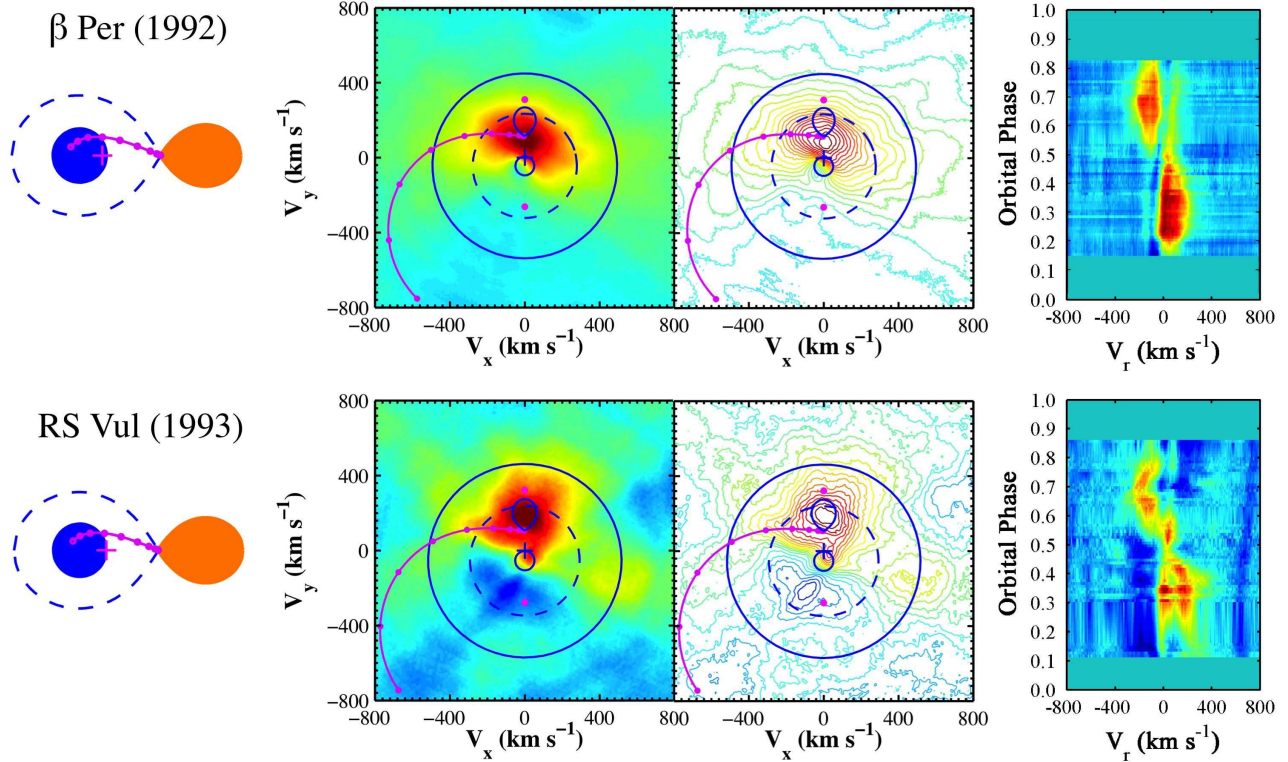 β Per (1992)
800
400
0
−400
−800
V_y (km s⁻¹)
−800 −400 0 400 800
V_x (km s⁻¹)
−400 0 400 800
V_x (km s⁻¹)
1.0
0.9
0.8
0.7
0.6
0.5
0.4
0.3
0.2
0.1
0.0
Orbital Phase
−800 −400 0 400 800
V_r (km s⁻¹)
RS Vul (1993)
800
400
0
−400
−800
V_y (km s⁻¹)
−800 −400 0 400 800
V_x (km s⁻¹)
−400 0 400 800
V_x (km s⁻¹)
1.0
0.9
0.8
0.7
0.6
0.5
0.4
0.3
0.2
0.1
0.0
Orbital Phase
−800 −400 0 400 800
V_r (km s⁻¹)